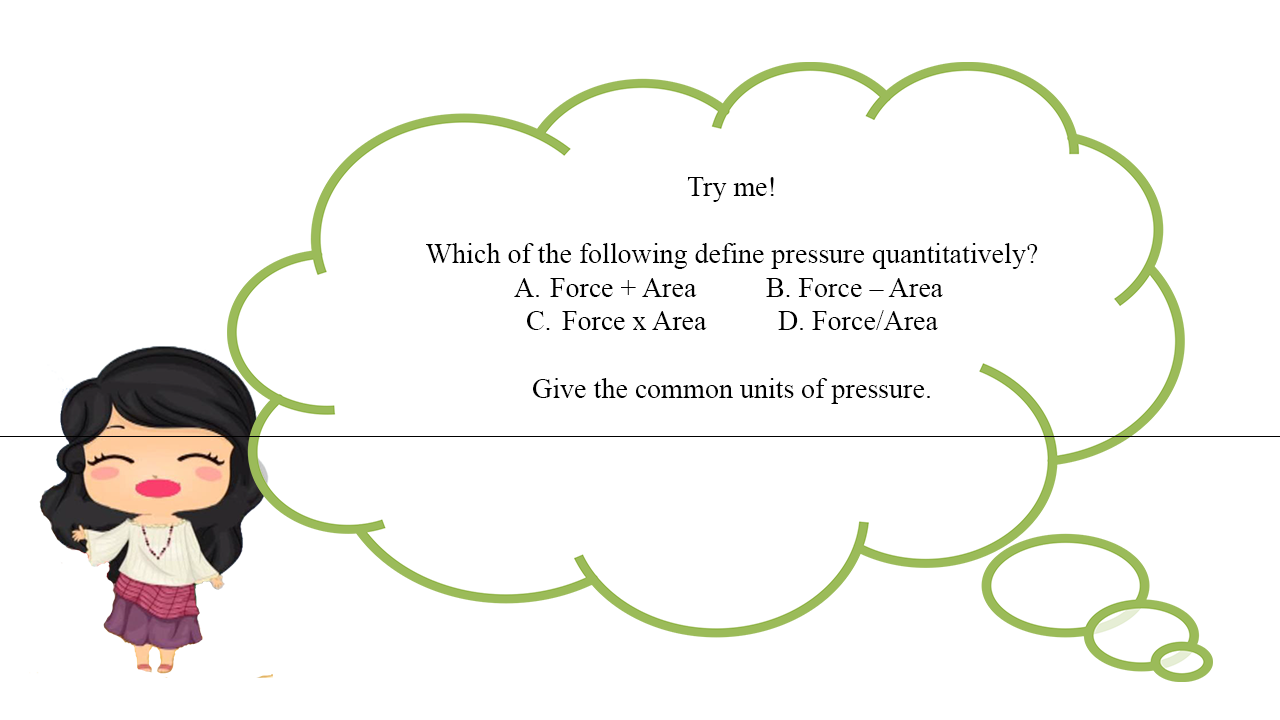 Try me!
Which of the following define pressure quantitatively?
A. Force + Area B. Force – Area
C. Force x Area D. Force/Area
Give the common units of pressure.